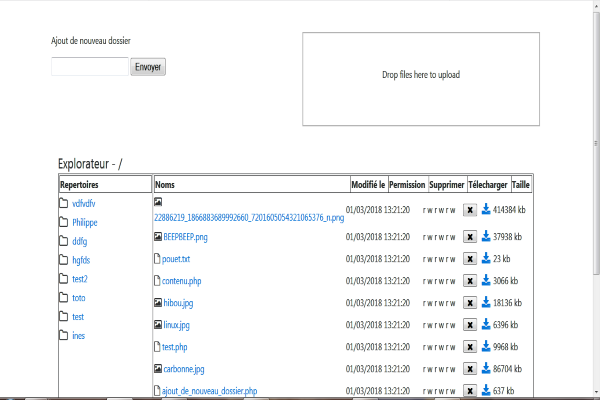 Ajout de nouveau dossier
Envoyer
Drop files here to upload
Explorateur - /
Repertoires
vdfvdfv
Philippe
ddfg
hgfds
test2
toto
test
ines
Noms Modifié le Permission Supprimer Télecharger Taille
22886219_1866883689992660_7201605054321065376_n.png 01/03/2018 13:21:20 r w r w r w x 414384 kb
BEEPBEEP.png 01/03/2018 13:21:20 r w r w r w x 37938 kb
pouet.txt 01/03/2018 13:21:20 r w r w r w x 23 kb
contenu.php 01/03/2018 13:21:20 r w r w r w x 3066 kb
hibou.jpg 01/03/2018 13:21:20 r w r w r w x 18136 kb
linux.jpg 01/03/2018 13:21:20 r w r w r w x 6396 kb
test.php 01/03/2018 13:21:20 r w r w r w x 9968 kb
carbonne.jpg 01/03/2018 13:21:20 r w r w r w x 86704 kb
ajout_de_nouveau_dossier.php 01/03/2018 13:21:20 r w r w r w x 637 kb